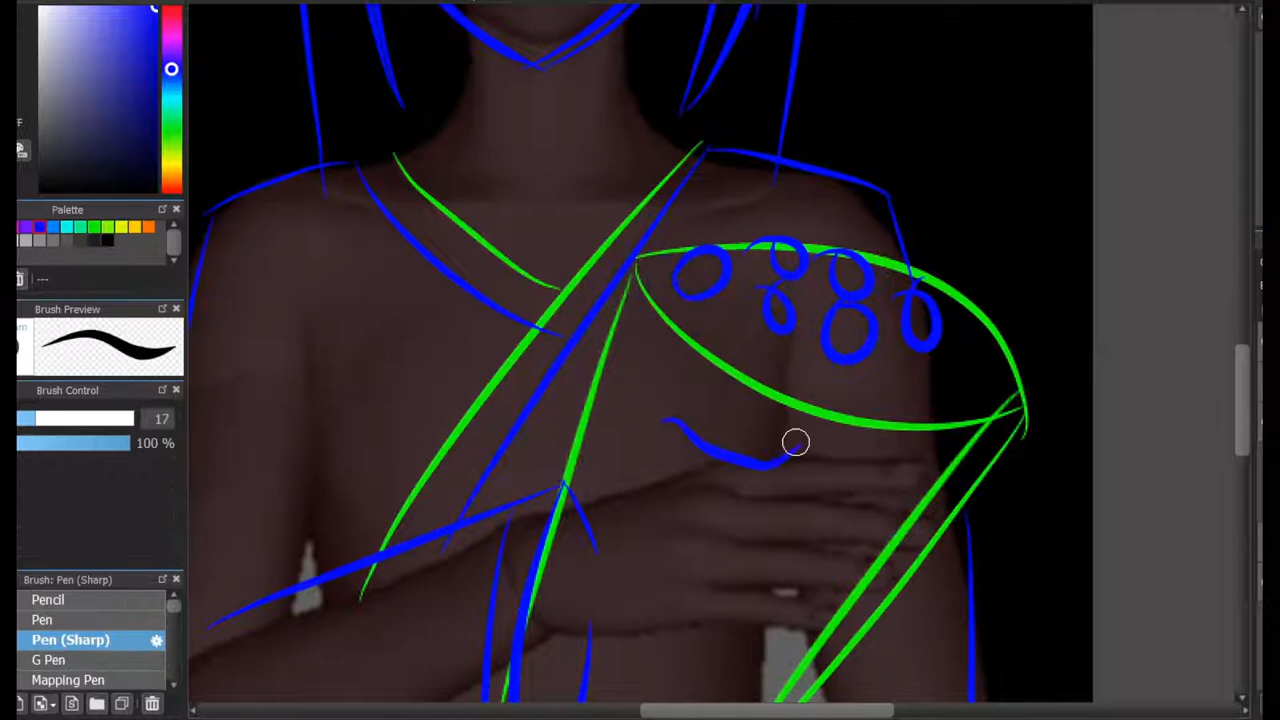 Palette
---
Brush Preview
Brush Control
17
100 %
Brush: Pen (Sharp)
Pencil
Pen
Pen (Sharp)
G Pen
Mapping Pen